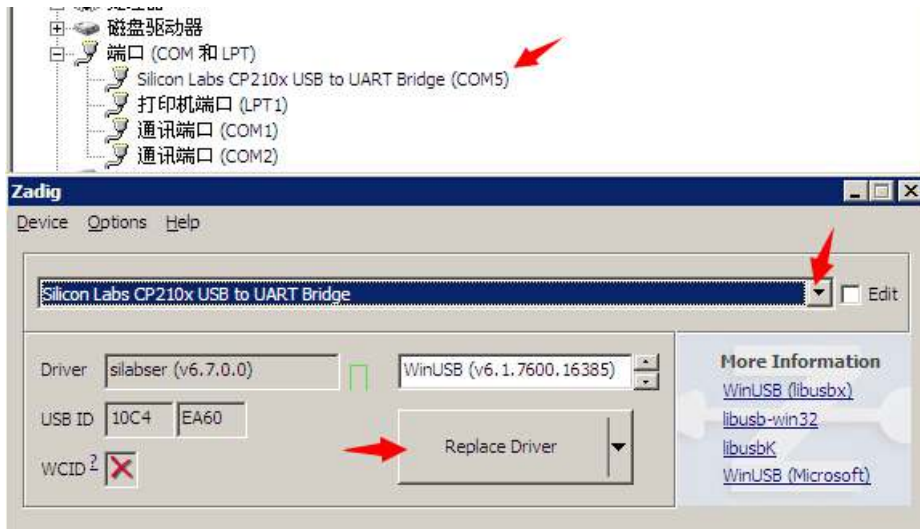 磁盘驱动器
端口 (COM 和 LPT)
Silicon Labs CP210x USB to UART Bridge (COM5)
打印机端口 (LPT1)
通讯端口 (COM1)
通讯端口 (COM2)
Zadig
Device Options Help
Silicon Labs CP210x USB to UART Bridge
Edit
Driver silabser (v6.7.0.0) WinUSB (v6.1.7600.16385)
USB ID 10C4 EA60
WCID ?
Replace Driver
More Information
WinUSB (libusbx)
libusb-win32
libusbK
WinUSB (Microsoft)